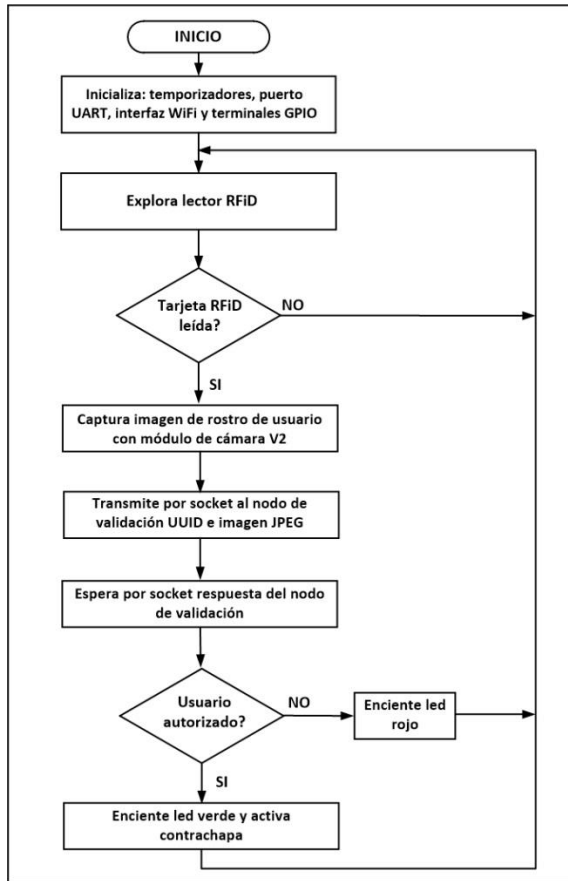 INICIO
Inicializa: temporizadores, puerto
UART, interfaz WiFi y terminales GPIO
Explora lector RFiD
Tarjeta RFiD
leída?
NO
SI
Captura imagen de rostro de usuario
con módulo de cámara V2
Transmite por socket al nodo de
validación UUID e imagen JPEG
Espera por socket respuesta del nodo
de validación
Usuario
autorizado?
NO
Enciente led
rojo
SI
Enciente led verde y activa
contrachapa